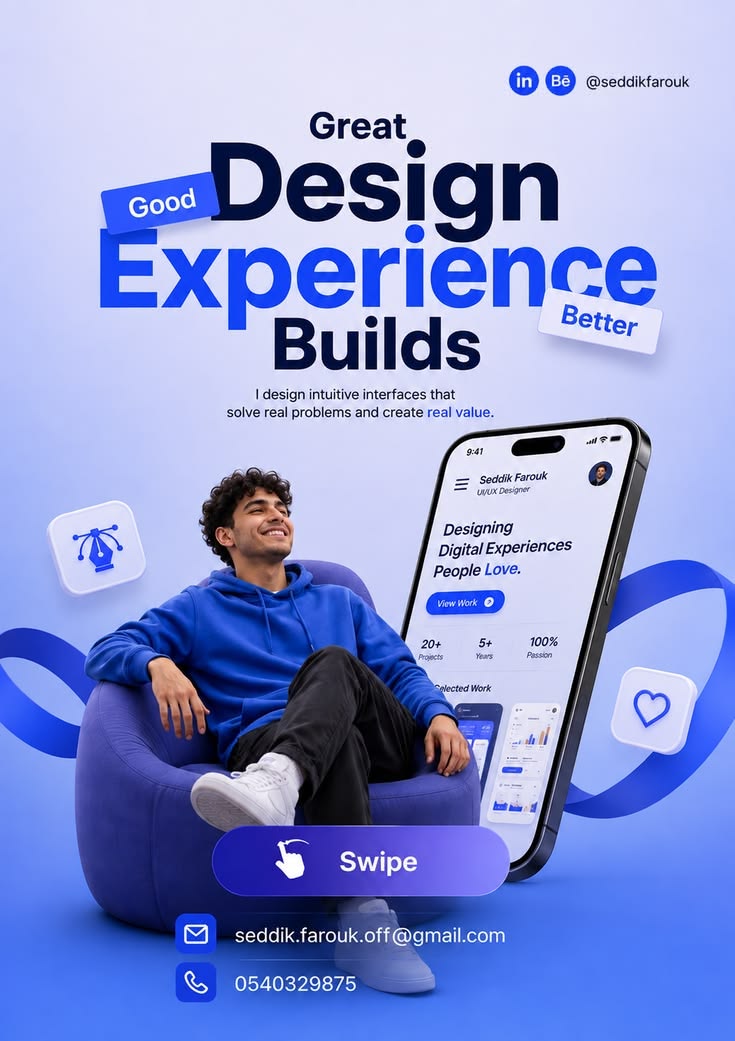 in Bē @seddikfarouk
Great
Design
Good
Experience
Better
Builds
I design intuitive interfaces that
solve real problems and create real value.
9:41
Seddik Farouk
UI/UX Designer
Designing
Digital Experiences
People Love.
View Work
20+ 5+ 100%
Projects Years Passion
Selected Work
Swipe
seddik.farouk.off@gmail.com
0540329875